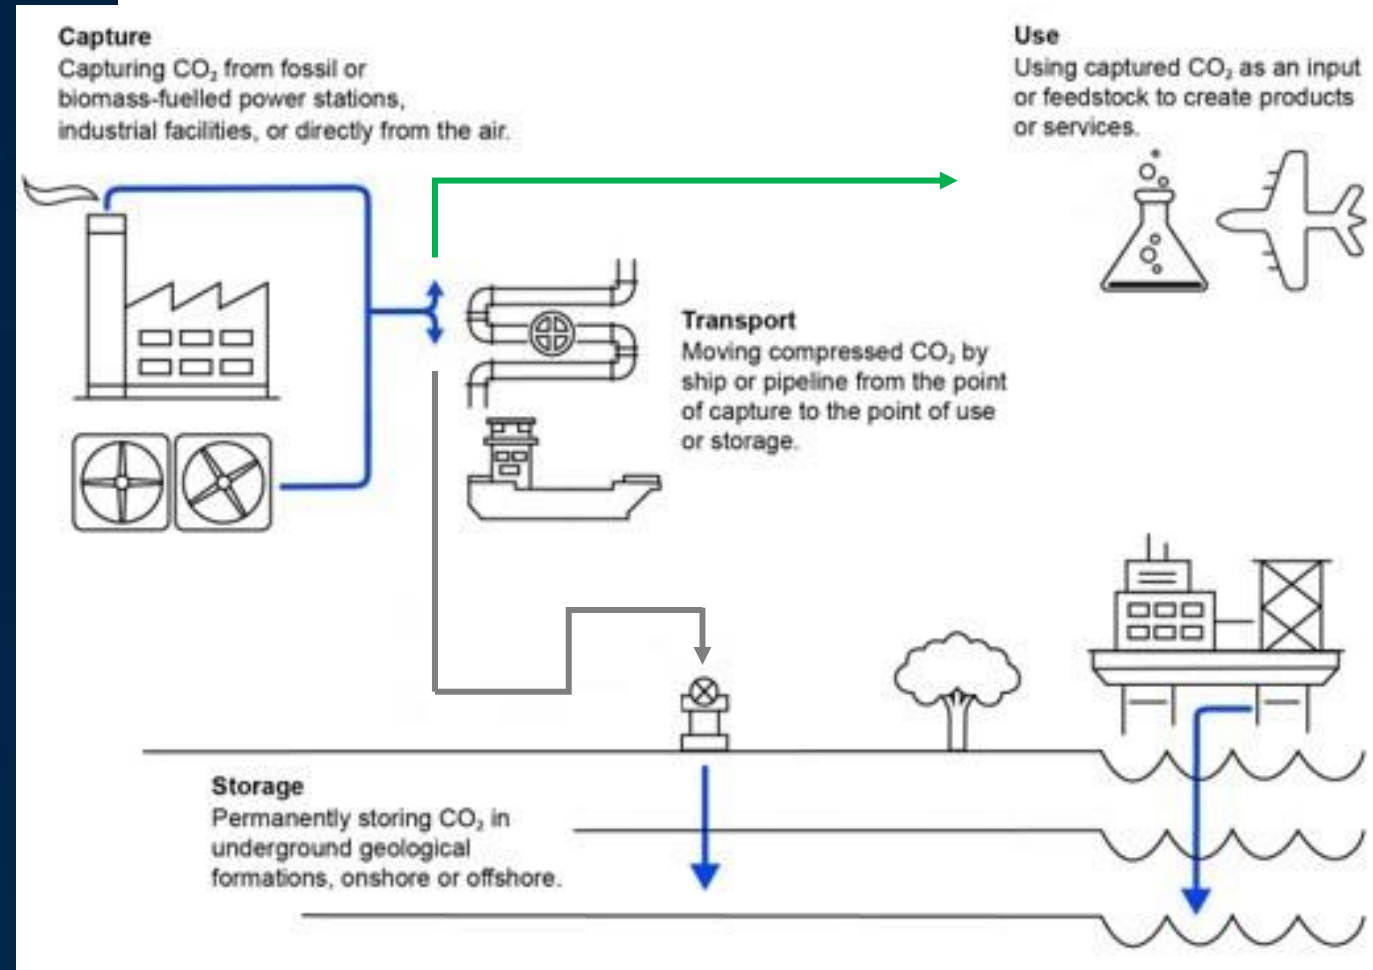 Capture
Capturing CO₂ from fossil or
biomass-fuelled power stations,
industrial facilities, or directly from the air.
Use
Using captured CO₂ as an input
or feedstock to create products
or services.
Transport
Moving compressed CO₂ by
ship or pipeline from the point
of capture to the point of use
or storage.
Storage
Permanently storing CO₂ in
underground geological
formations, onshore or offshore.